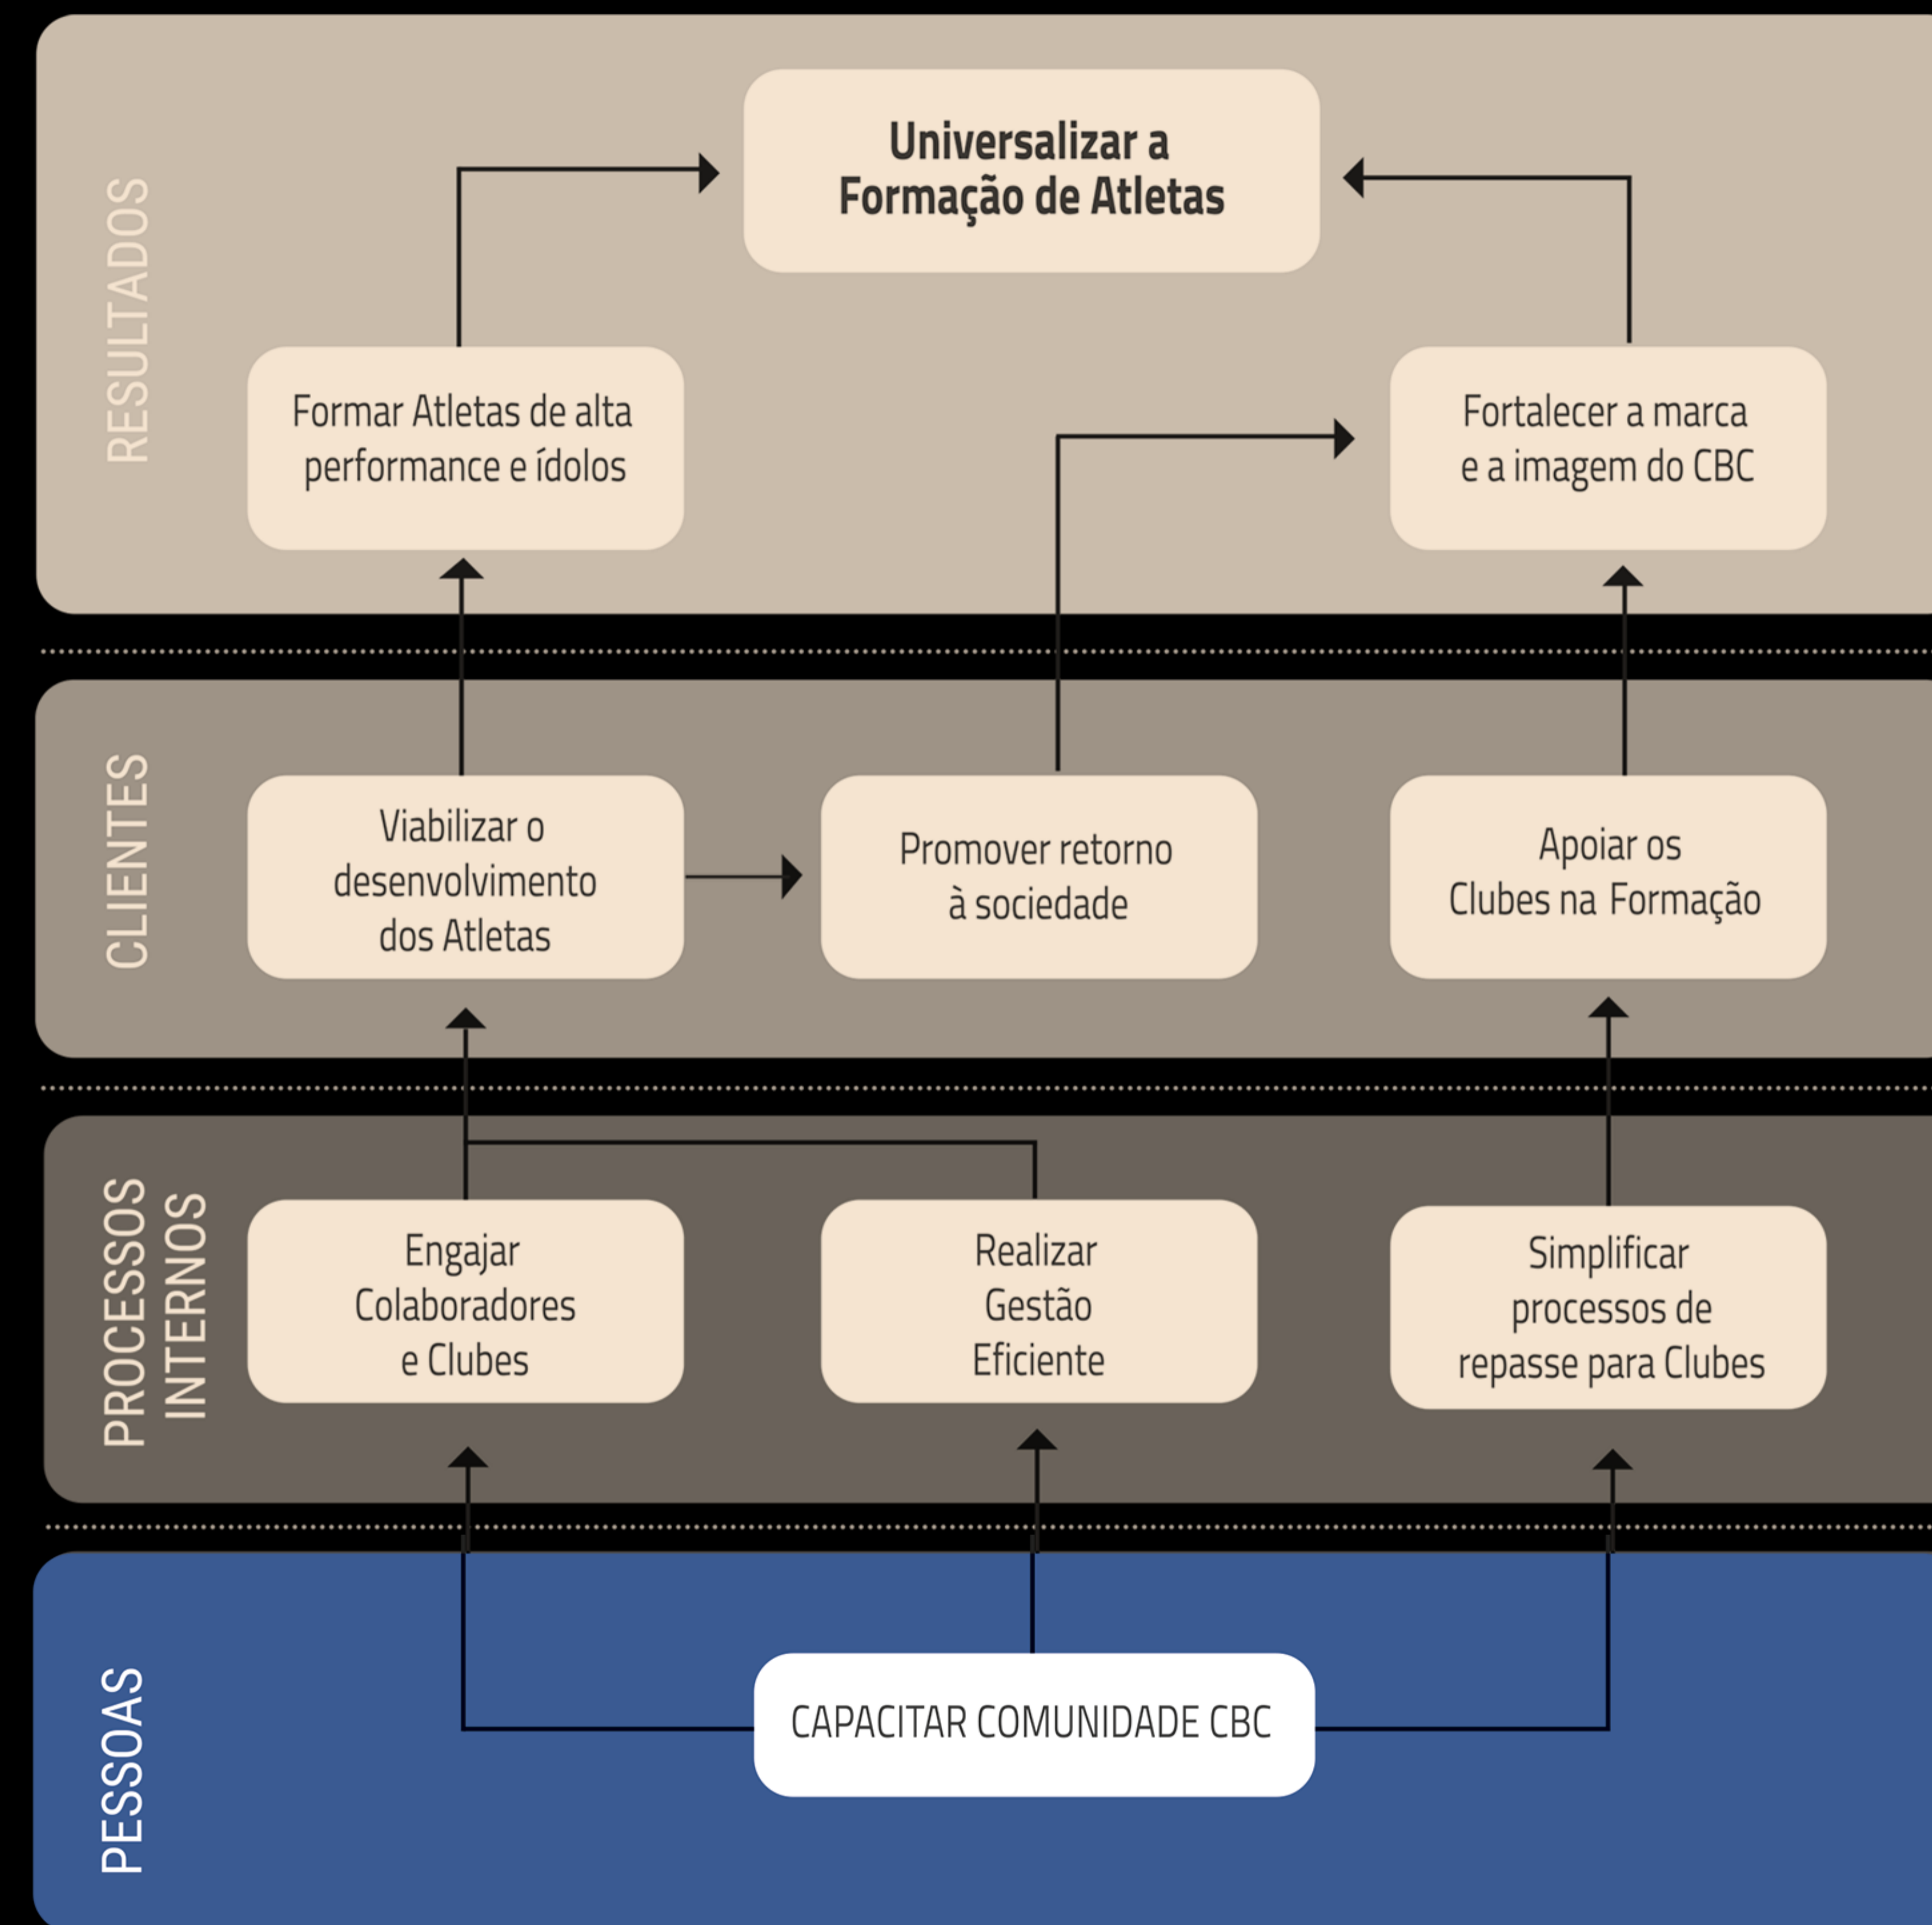 RESULTADOS
Universalizar a
Formação de Atletas
Formar Atletas de alta
performance e ídolos
Fortalecer a marca
e a imagem do CBC
CLIENTES
Viabilizar o
desenvolvimento
dos Atletas
Promover retorno
à sociedade
Apoiar os
Clubes na Formação
PROCESSOS
INTERNOS
Engajar
Colaboradores
e Clubes
Realizar
Gestão
Eficiente
Simplificar
processos de
repasse para Clubes
PESSOAS
CAPACITAR COMUNIDADE CBC